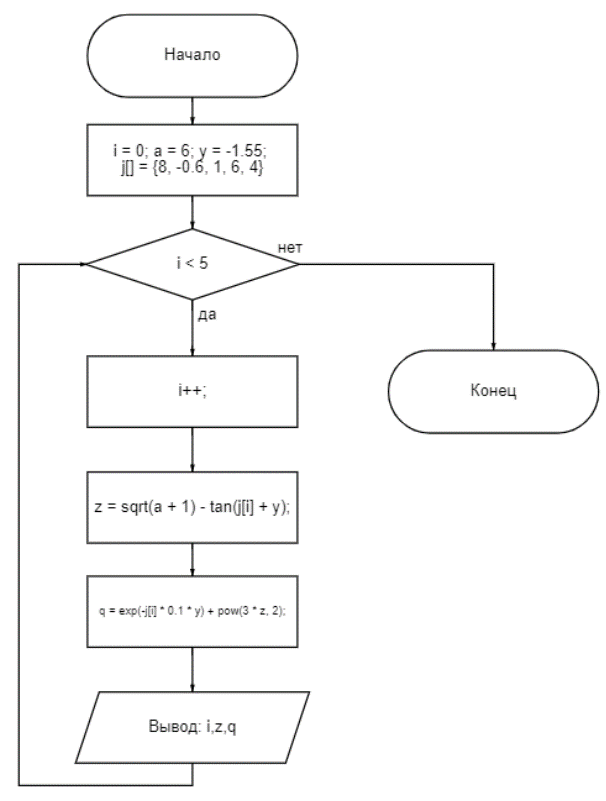 Начало
i = 0; a = 6; y = -1.55;
j[] = {8, -0.6, 1, 6, 4}
i < 5
нет
да
i++;
Конец
z = sqrt(a + 1) - tan(j[i] + y);
q = exp(-j[i] * 0.1 * y) + pow(3 * z, 2);
Вывод: i,z,q